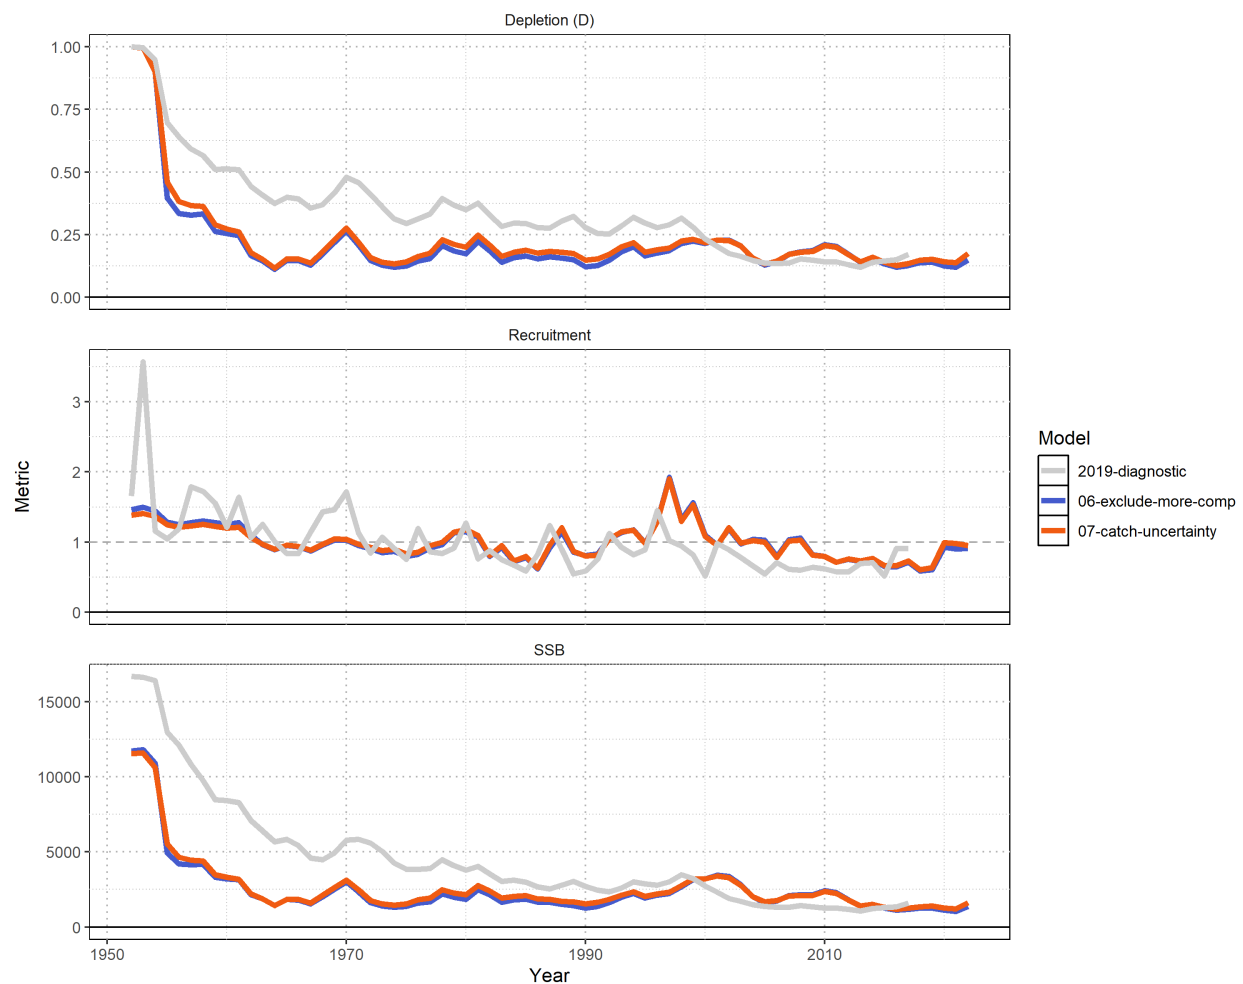 Depletion (D)
1.00
0.75
0.50
0.25
0.00
Recruitment
3
2
1
0
SSB
15000
10000
5000
0
1950
1970
1990
2010
Year
Metric
Model
2019-diagnostic
06-exclude-more-comp
07-catch-uncertainty